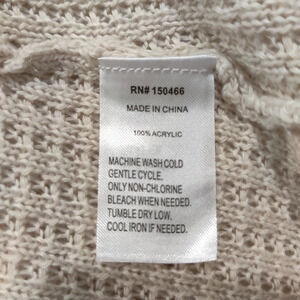 RN# 150466
MADE IN CHINA
100% ACRYLIC
MACHINE WASH COLD
GENTLE CYCLE.
ONLY NON-CHLORINE
BLEACH WHEN NEEDED.
TUMBLE DRY LOW.
COOL IRON IF NEEDED.